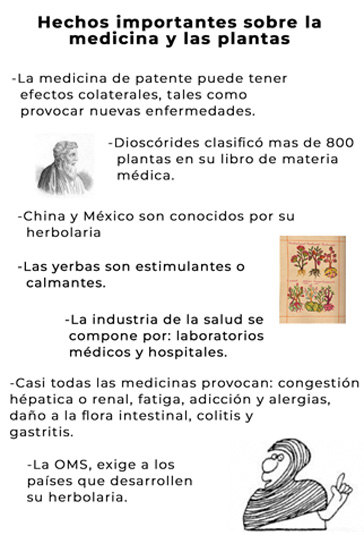 Hechos importantes sobre la
medicina y las plantas
-La medicina de patente puede tener
efectos colaterales, tales como
provocar nuevas enfermedades.
-Dioscórides clasificó mas de 800
plantas en su libro de materia
médica.
-China y México son conocidos por su
herbolaria
-Las yerbas son estimulantes o
calmantes.
-La industria de la salud se
compone por: laboratorios
médicos y hospitales.
-Casi todas las medicinas provocan: congestión
hépatica o renal, fatiga, adicción y alergias,
daño a la flora intestinal, colitis y
gastritis.
-La OMS, exige a los
países que desarrollen
su herbolaria.